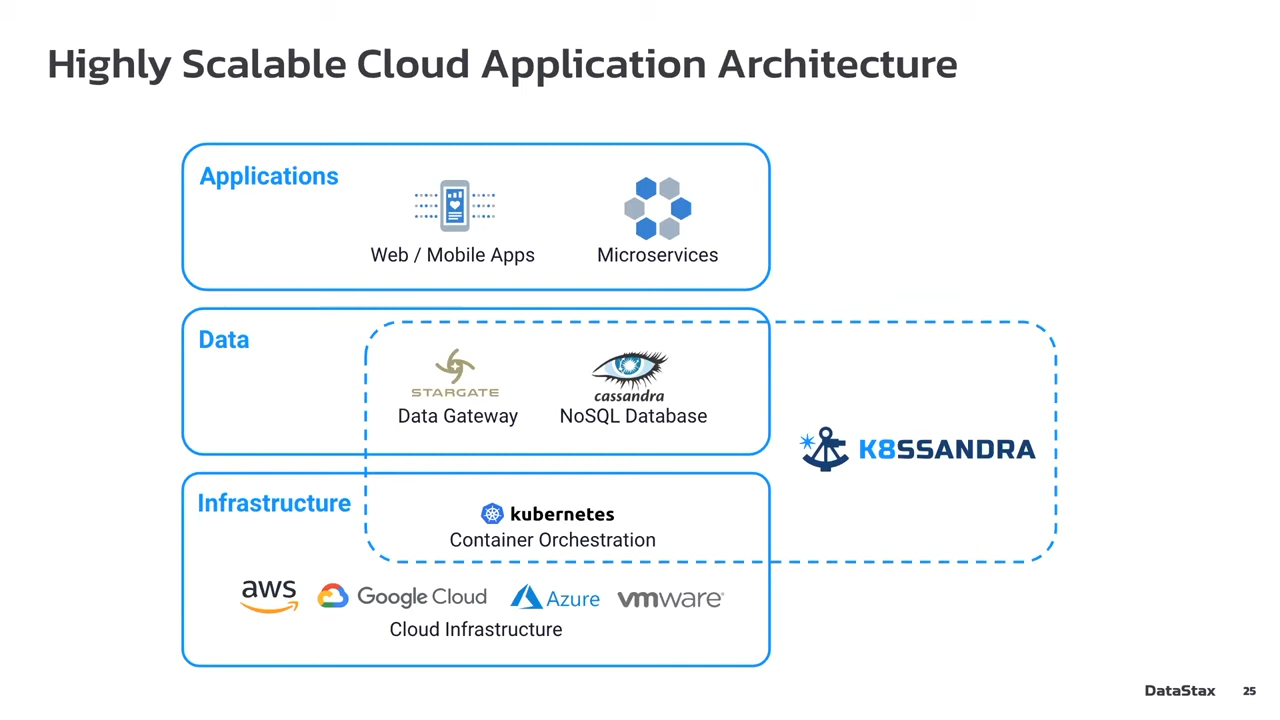 Highly Scalable Cloud Application Architecture
Applications
Web / Mobile Apps
Microservices
Data
STARGATE
Data Gateway
cassandra
NoSQL Database
K8SSANDRA
Infrastructure
kubernetes
Container Orchestration
aws
Google Cloud
Azure
vmware®
Cloud Infrastructure
DataStax
25